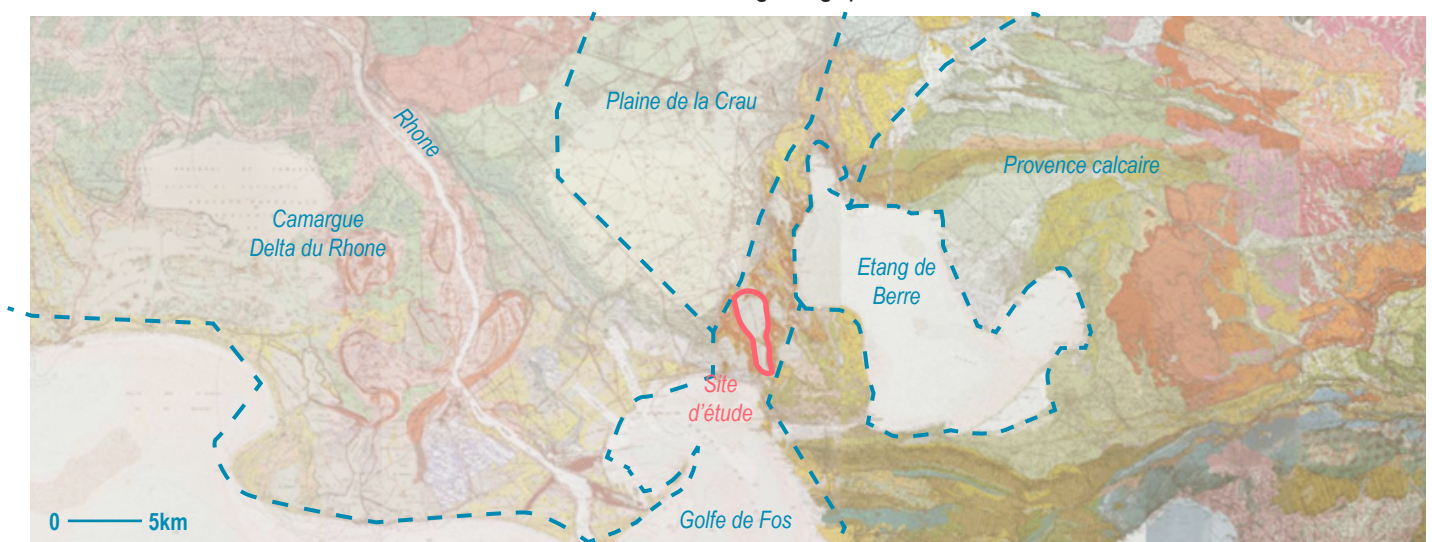 Plaine de la Crau
Rhone
Provence calcaire
Camargue
Delta du Rhone
Etang de
Berre
Site
d'étude
Golfe de Fos
0
5km